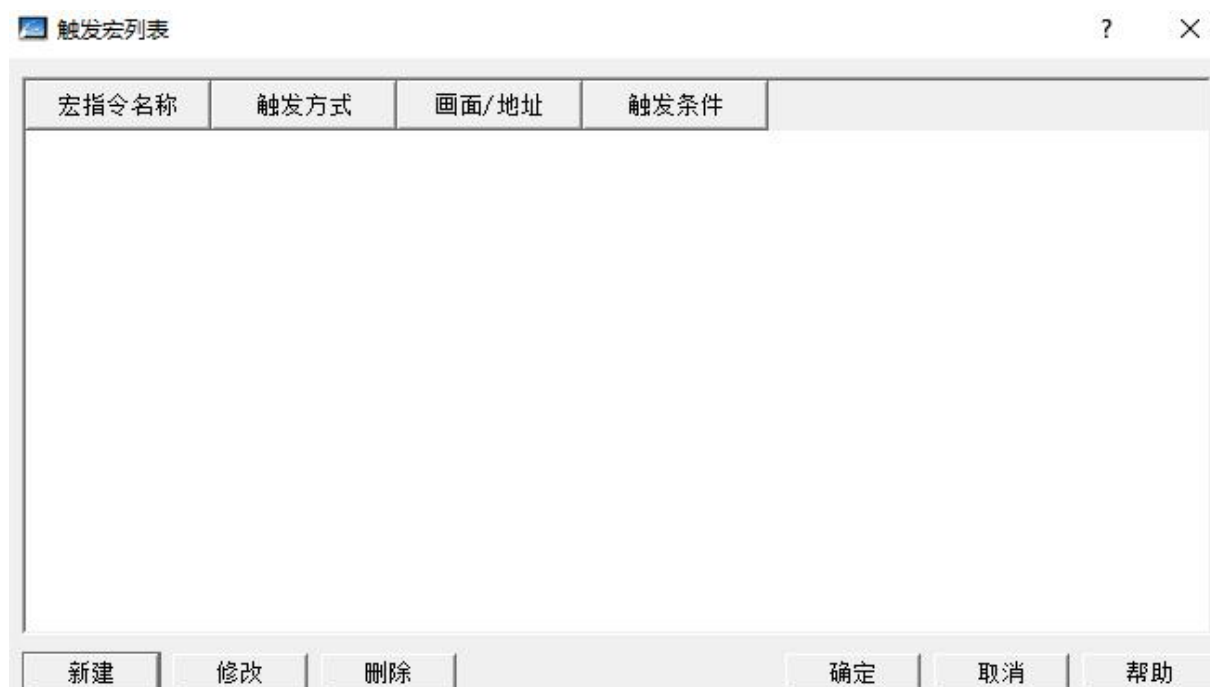 触发宏列表 ?
宏指令名称 触发方式 画面/地址 触发条件
新建 修改 删除 确定 取消 帮助